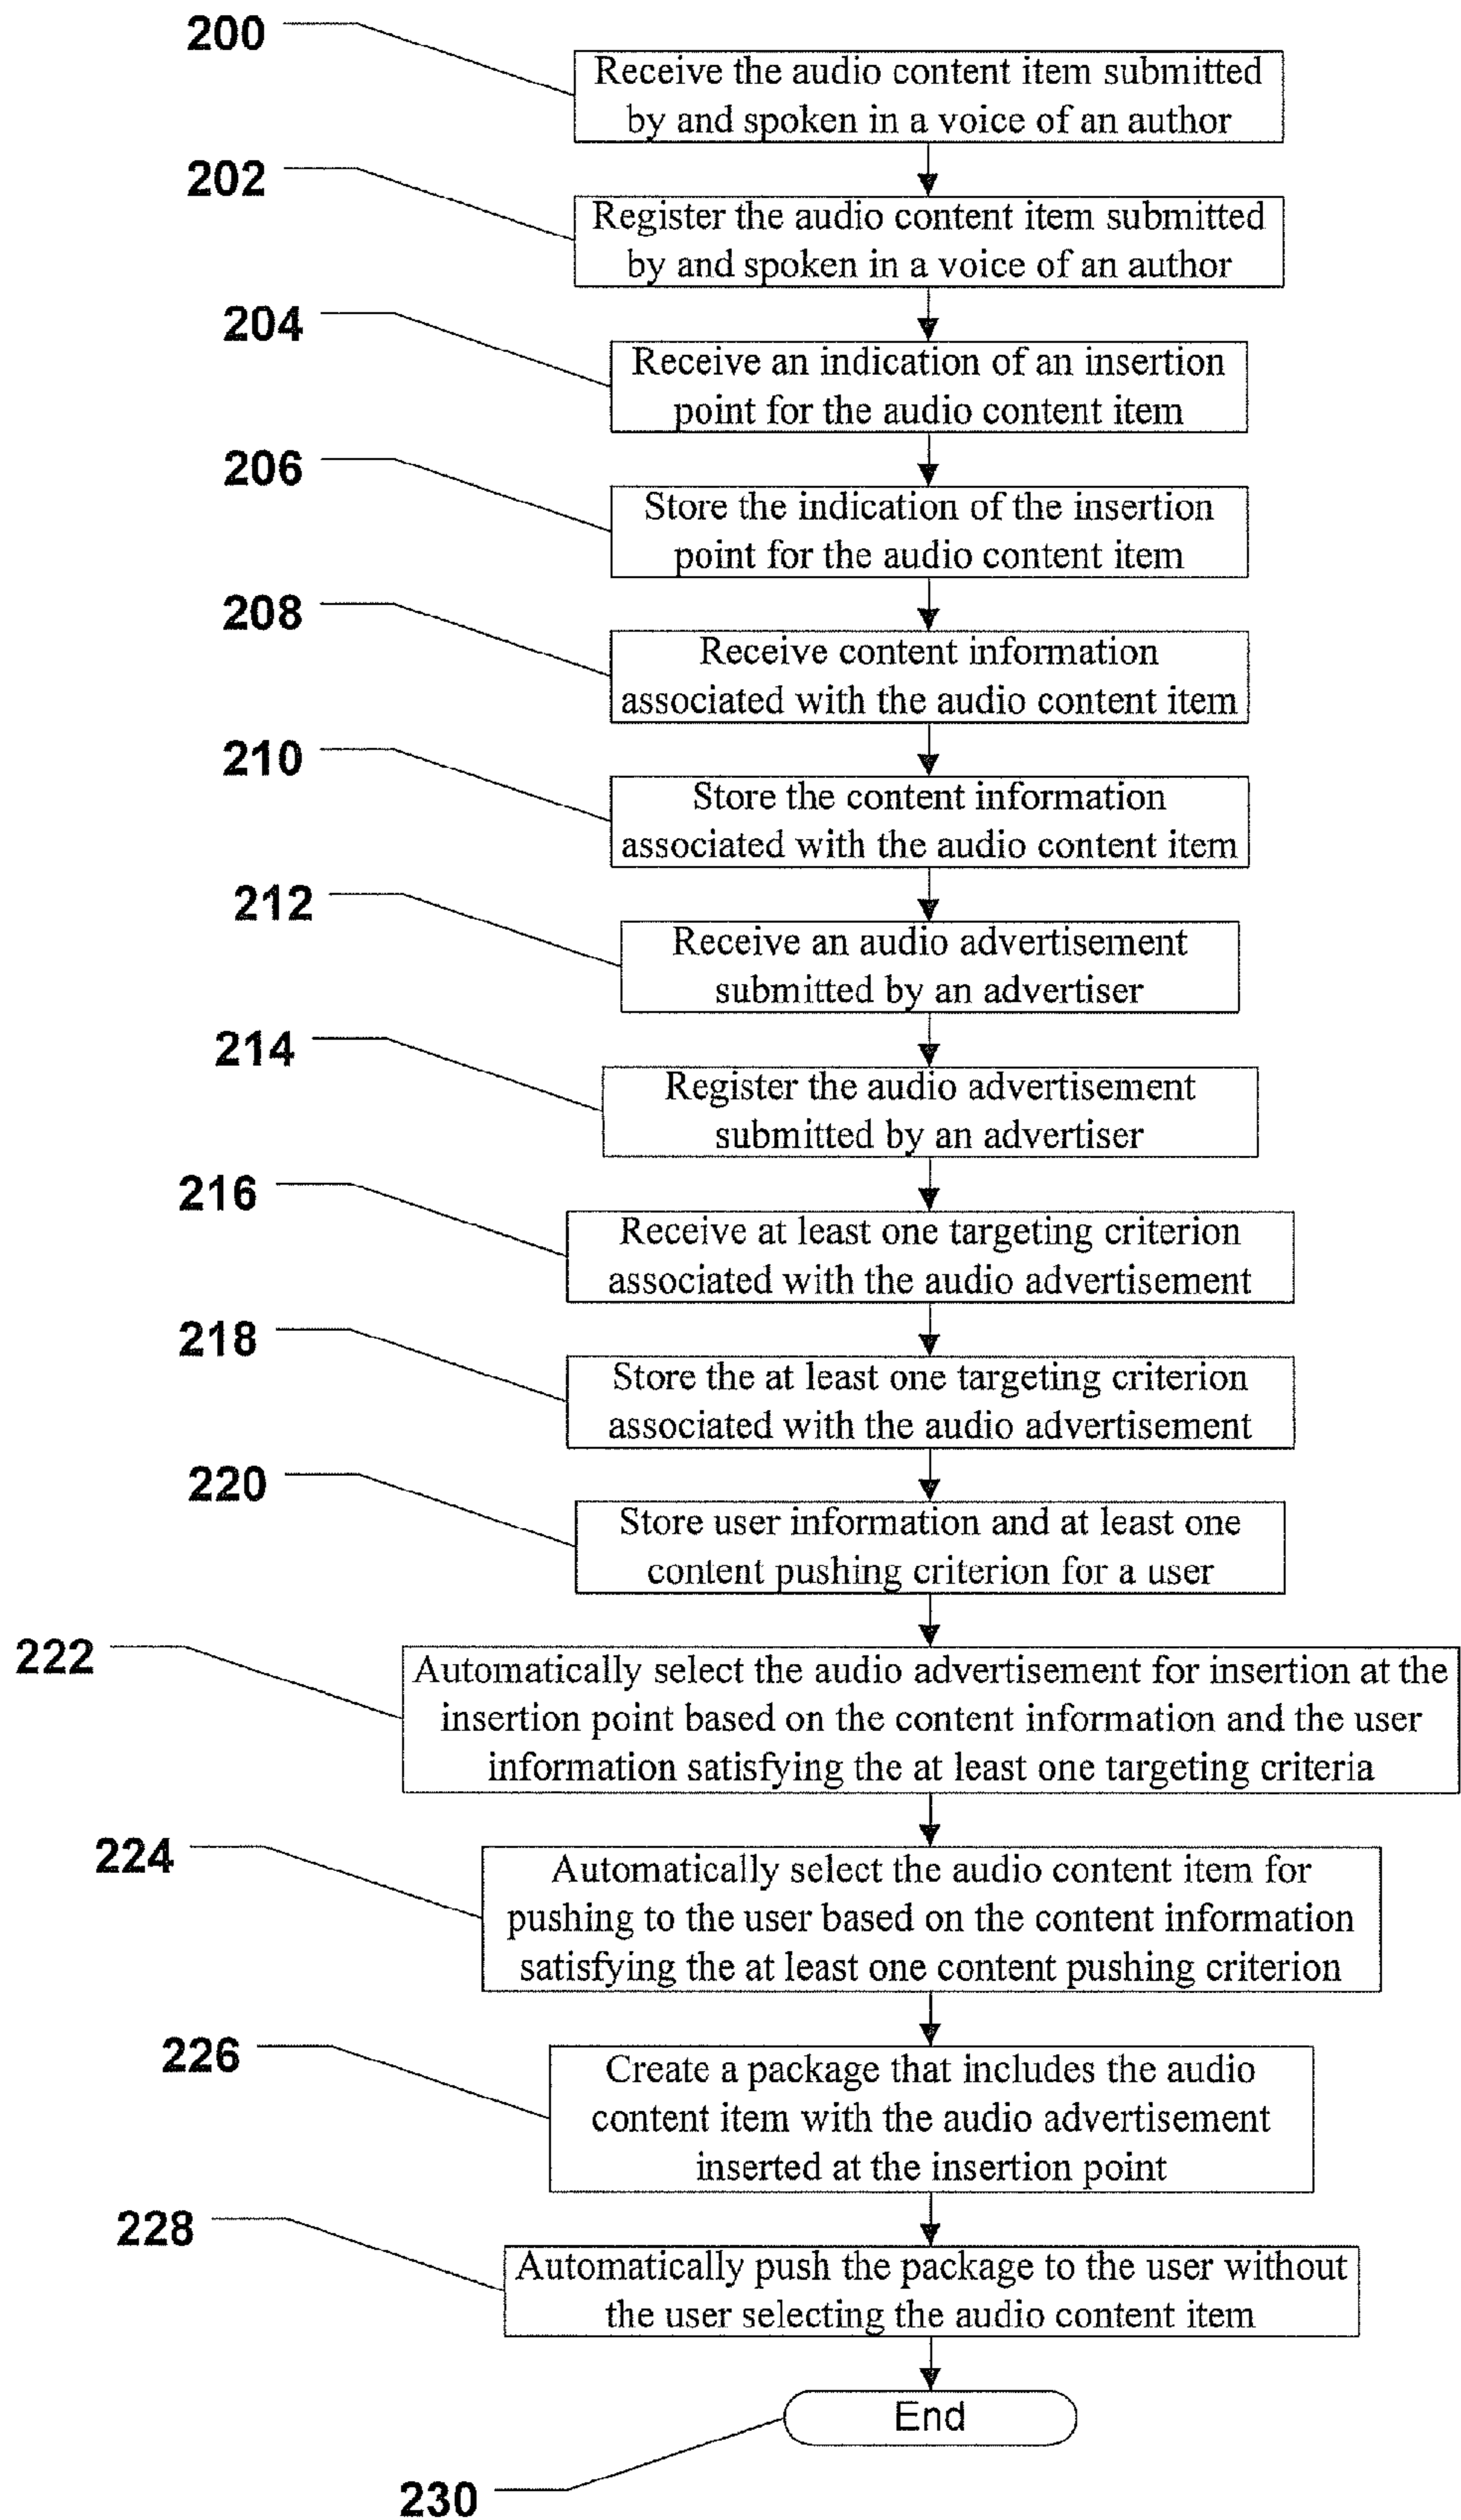 200
Receive the audio content item submitted
by and spoken in a voice of an author
202
Register the audio content item submitted
by and spoken in a voice of an author
204
Receive an indication of an insertion
point for the audio content item
206
Store the indication of the insertion
point for the audio content item
208
Receive content information
associated with the audio content item
210
Store the content information
associated with the audio content item
212
Receive an audio advertisement
submitted by an advertiser
214
Register the audio advertisement
submitted by an advertiser
216
Receive at least one targeting criterion
associated with the audio advertisement
218
Store the at least one targeting criterion
associated with the audio advertisement
220
Store user information and at least one
content pushing criterion for a user
222
Automatically select the audio advertisement for insertion at the
insertion point based on the content information and the user
information satisfying the at least one targeting criteria
224
Automatically select the audio content item for
pushing to the user based on the content information
satisfying the at least one content pushing criterion
226
Create a package that includes the audio
content item with the audio advertisement
inserted at the insertion point
228
Automatically push the package to the user without
the user selecting the audio content item
End
230